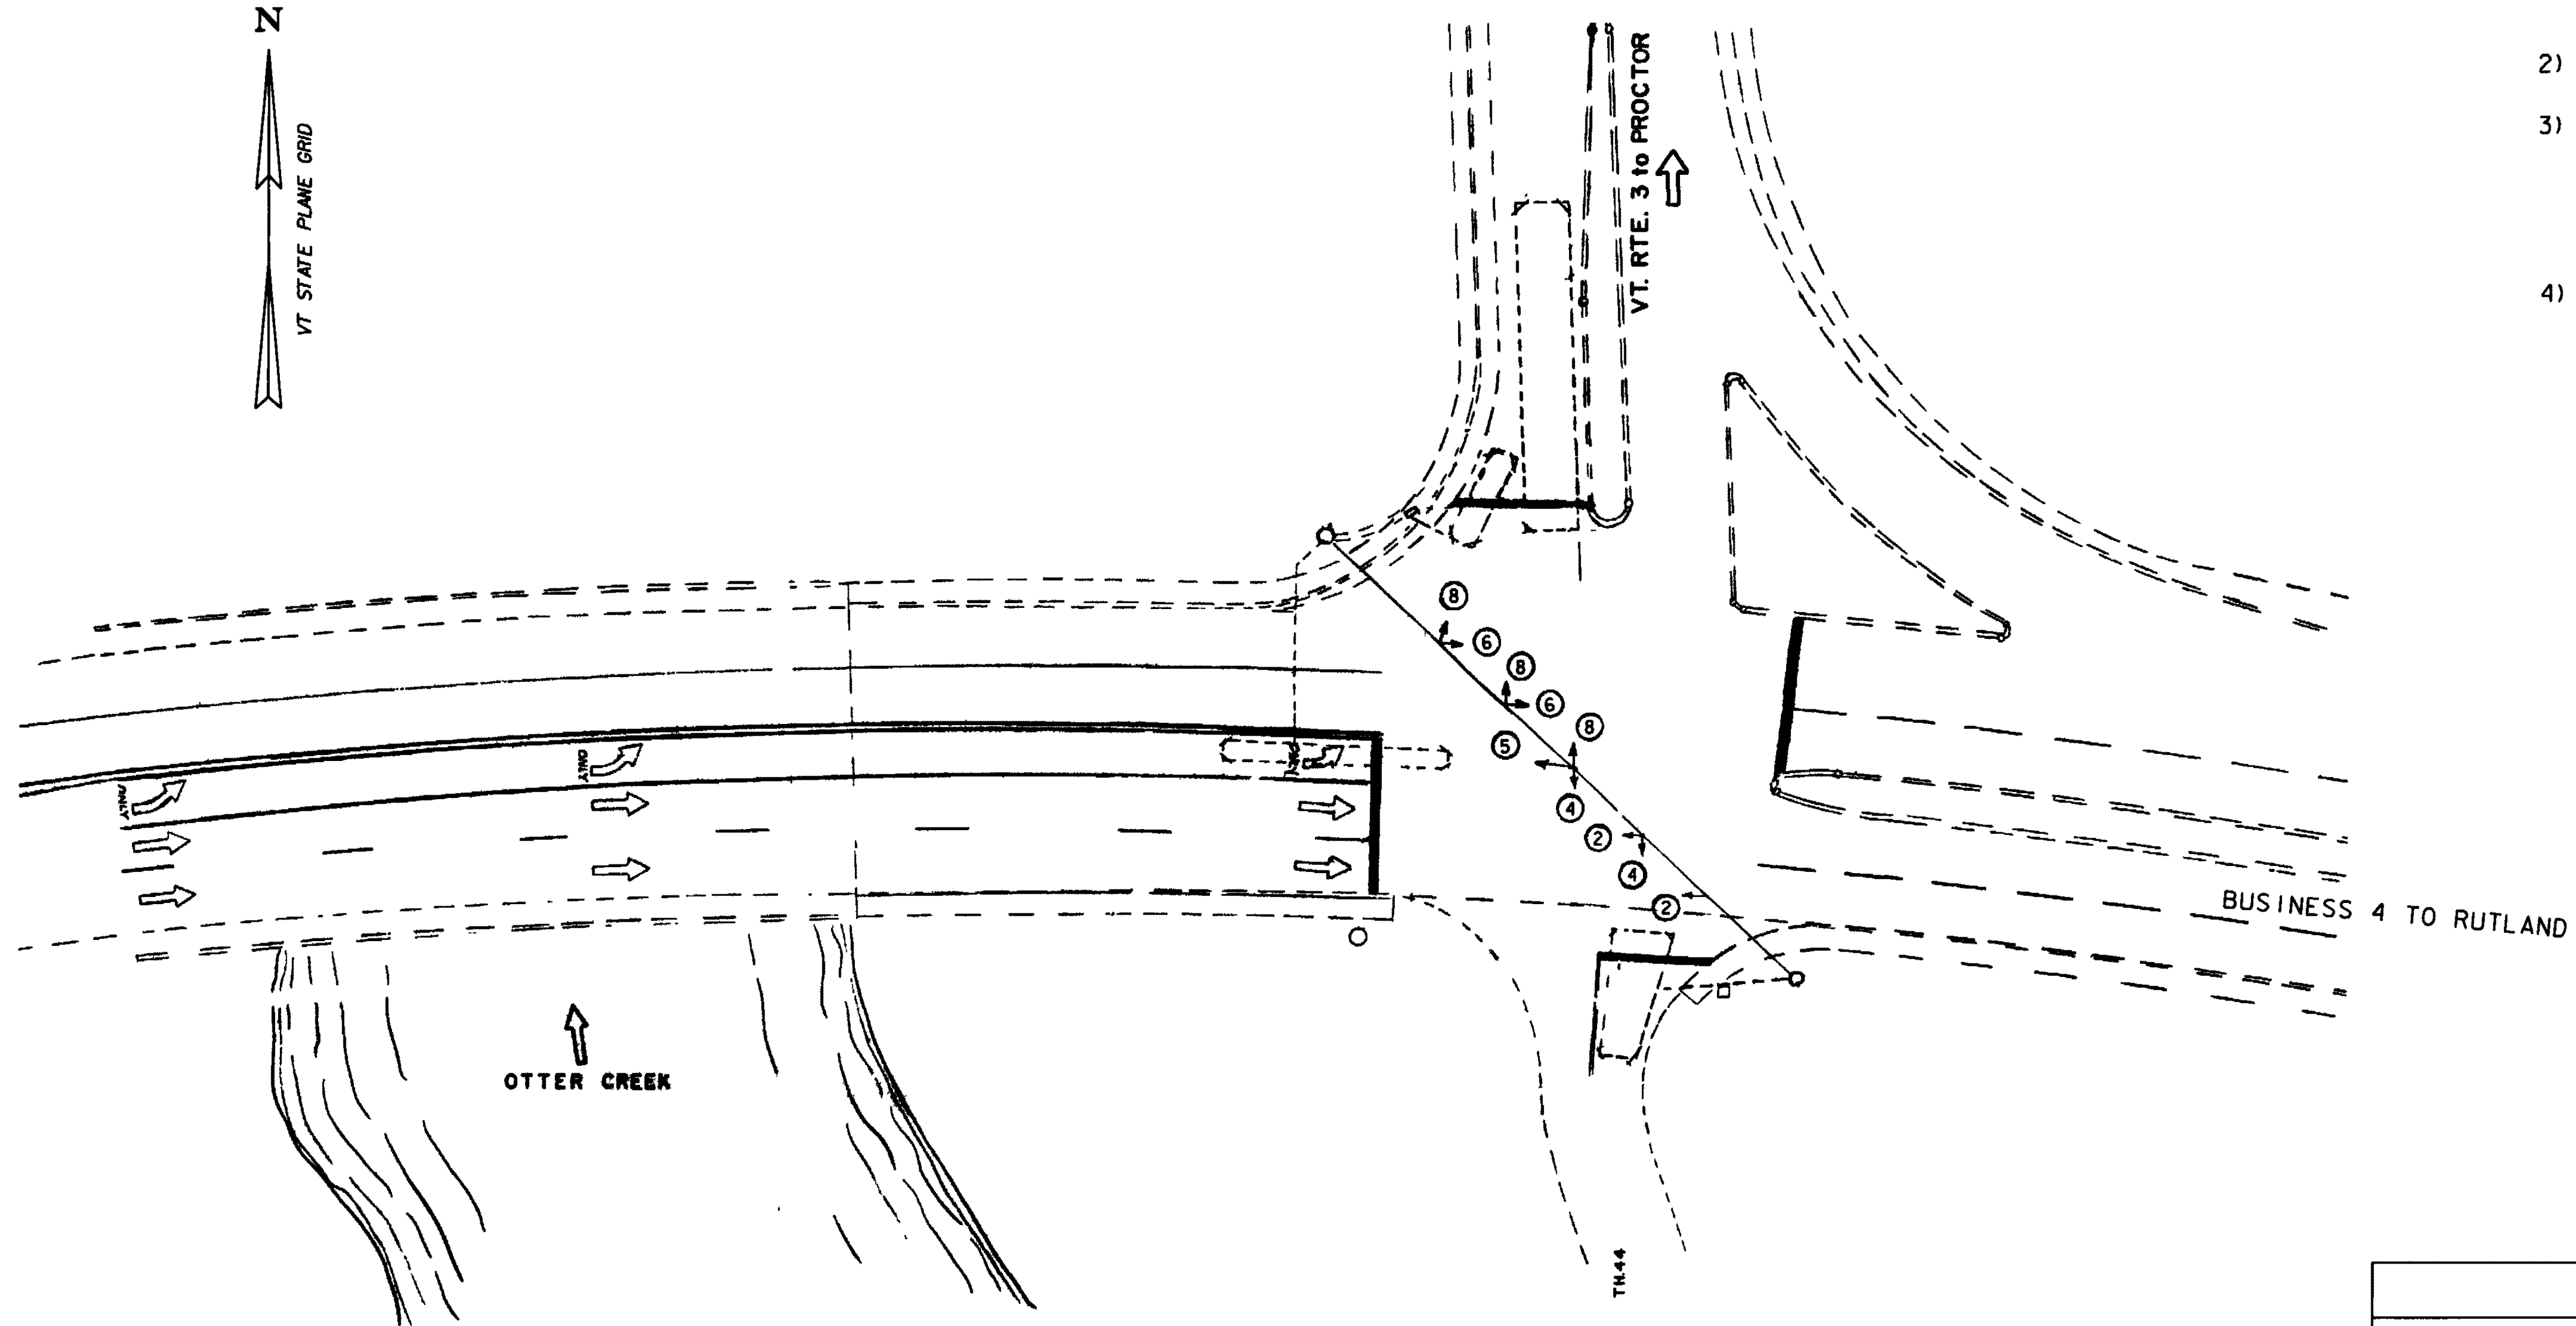 N
VT STATE PLANE GRID
VT. RTE. 3 to PROCTOR
2)
3)
4)
8
6
8
6
8
5
4
2
4
2
ONLY
ONLY
ONLY
BUSINESS 4 TO RUTLAND
OTTER CREEK
TH.44